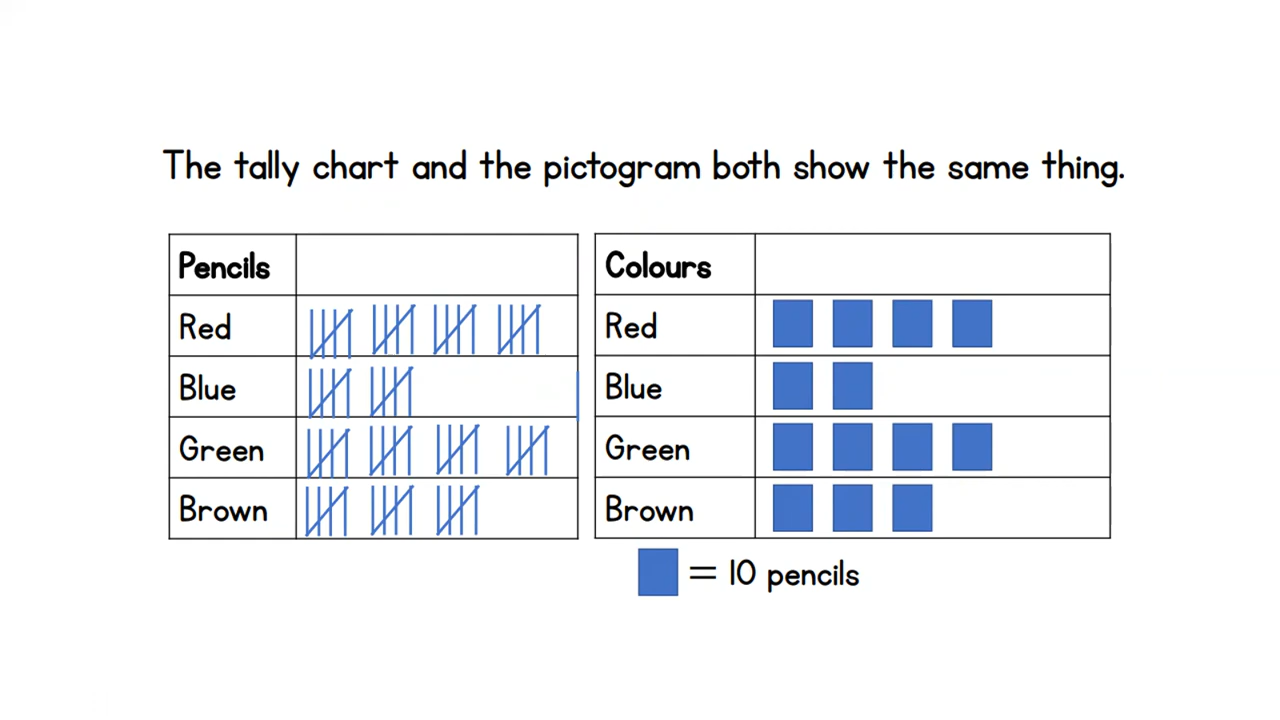 The tally chart and the pictogram both show the same thing.
Pencils
Red
Blue
Green
Brown
Colours
Red
Blue
Green
Brown
= 10 pencils